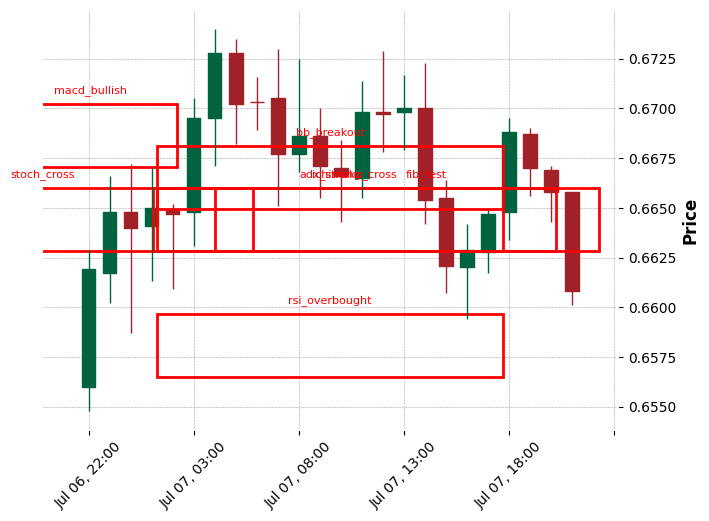 macd_bullish
bb_breakout
stoch_cross
fib_test
rsi_overbought
0.6725
0.6700
0.6675
0.6650
0.6625
0.6600
0.6575
0.6550
Price
Jul 06, 22:00
Jul 07, 03:00
Jul 07, 08:00
Jul 07, 13:00
Jul 07, 18:00